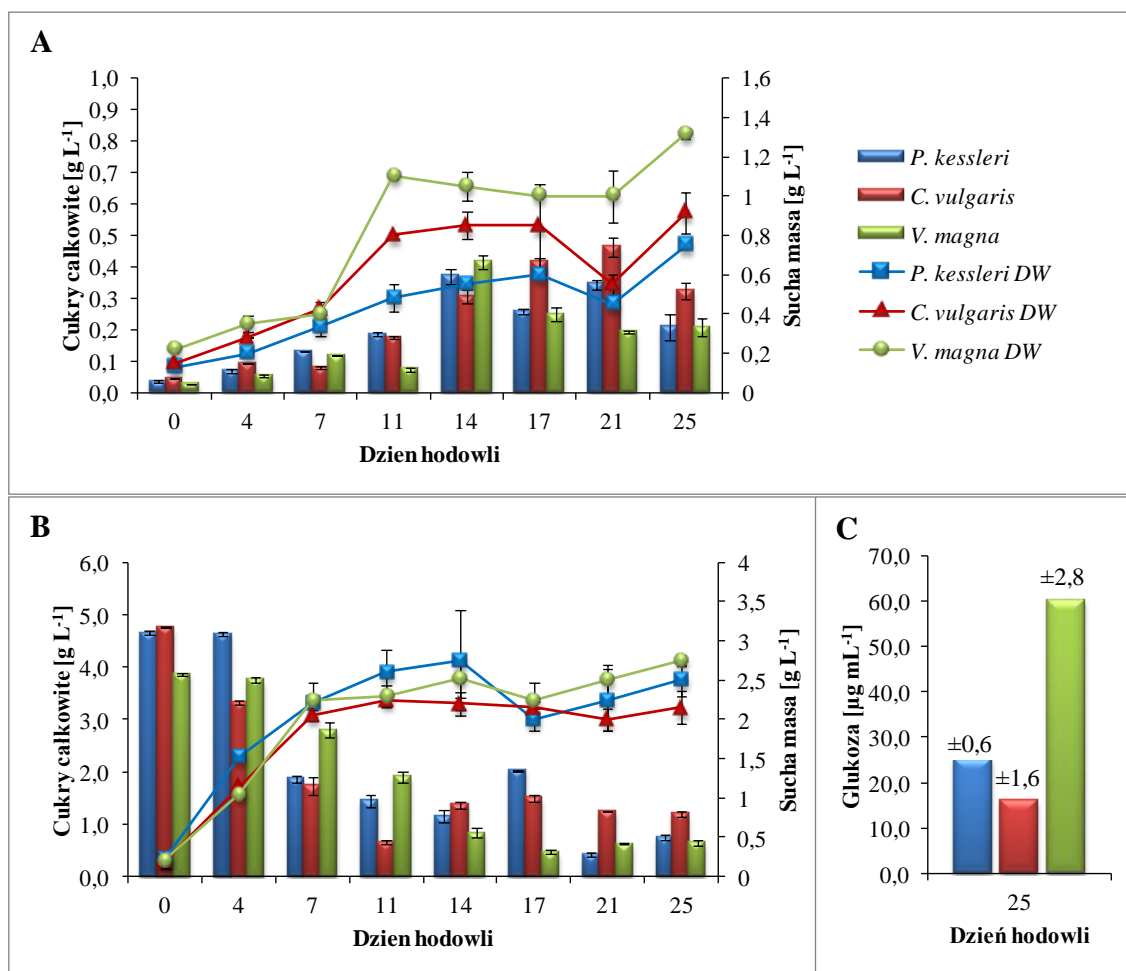 A
Cukry całkowite [g L-1]
1,0
0,9
0,8
0,7
0,6
0,5
0,4
0,3
0,2
0,1
0,0
1,6
1,4
1,2
1
0,8
0,6
0,4
0,2
0
Sucha masa [g L-1]
0 4 7 11 14 17 21 25
Dzien hodowli
P. kessleri
C. vulgaris
V. magna
P. kessleri DW
C. vulgaris DW
V. magna DW
B
Cukry całkowite [g L-1]
6,0
5,0
4,0
3,0
2,0
1,0
0,0
4
3,5
3
2,5
2
1,5
1
0,5
0
Sucha masa [g L-1]
0 4 7 11 14 17 21 25
Dzien hodowli
C
Glukoza [µg mL-1]
70,0
60,0
50,0
40,0
30,0
20,0
10,0
0,0
±0,6
±1,6
±2,8
25
Dzień hodowli